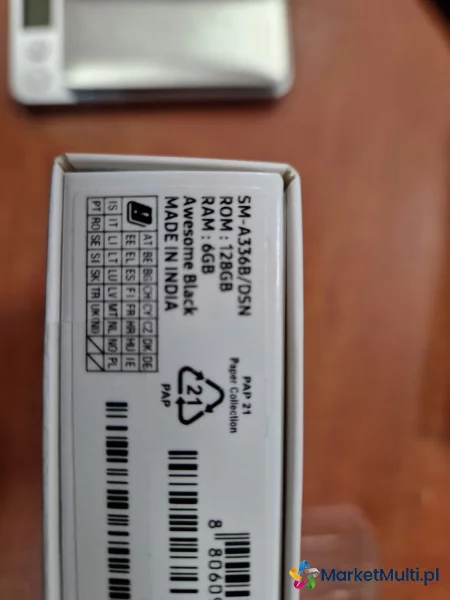 SM-A336B/DSN
ROM : 128GB
RAM : 6GB
Awesome Black
MADE IN INDIA
AT BE BG CH CY CZ DK DE
EE EL ES FI FR HR HU IE
IS IT LI LT LU LV MT NL NO PL
PT RO SE SI SK TR UK(NI)
PAP 21
Paper Collection
21
PAP
8 8060
MarketMulti.pl